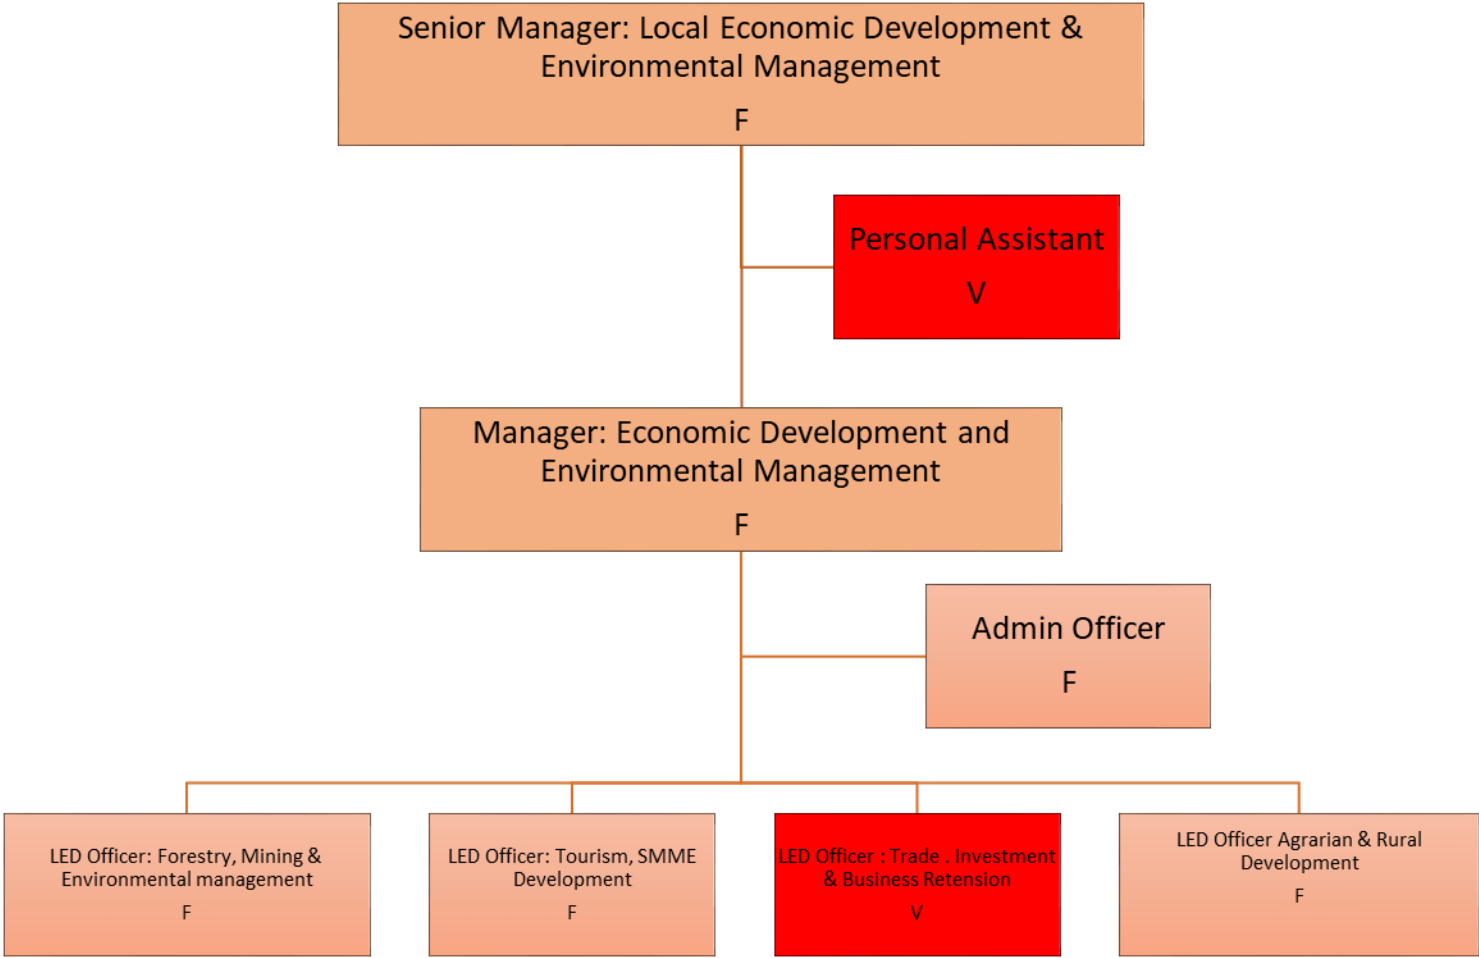 Senior Manager: Local Economic Development &
Environmental Management
F
Personal Assistant
V
Manager: Economic Development and
Environmental Management
F
Admin Officer
F
LED Officer: Forestry, Mining &
Environmental management
F
LED Officer: Tourism, SMME
Development
F
LED Officer : Trade . Investment
& Business Retension
V
LED Officer Agrarian & Rural
Development
F